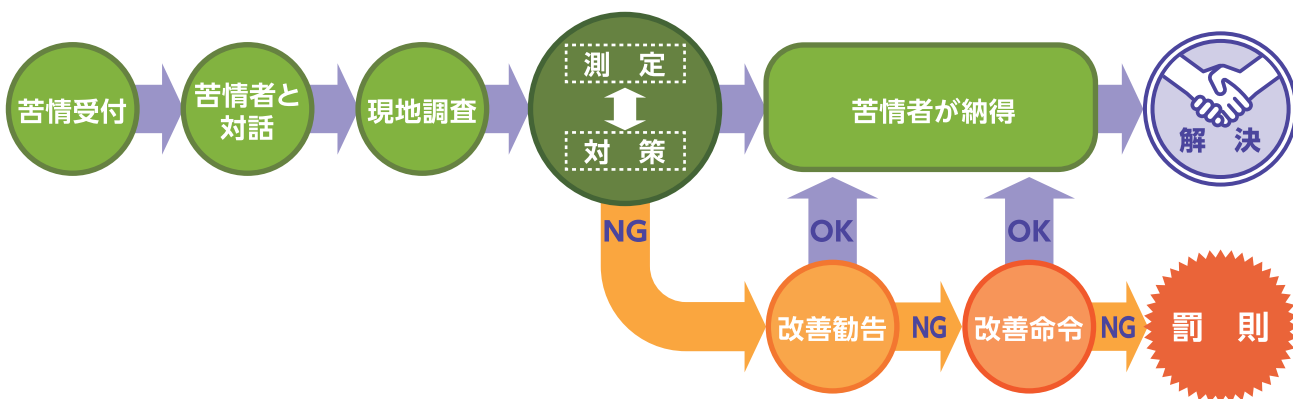 苦情受付
苦情者と
対話
現地調査
測 定
対 策
苦情者が納得
解 決
NG
OK
OK
改善勧告
NG
改善命令
NG
罰 則